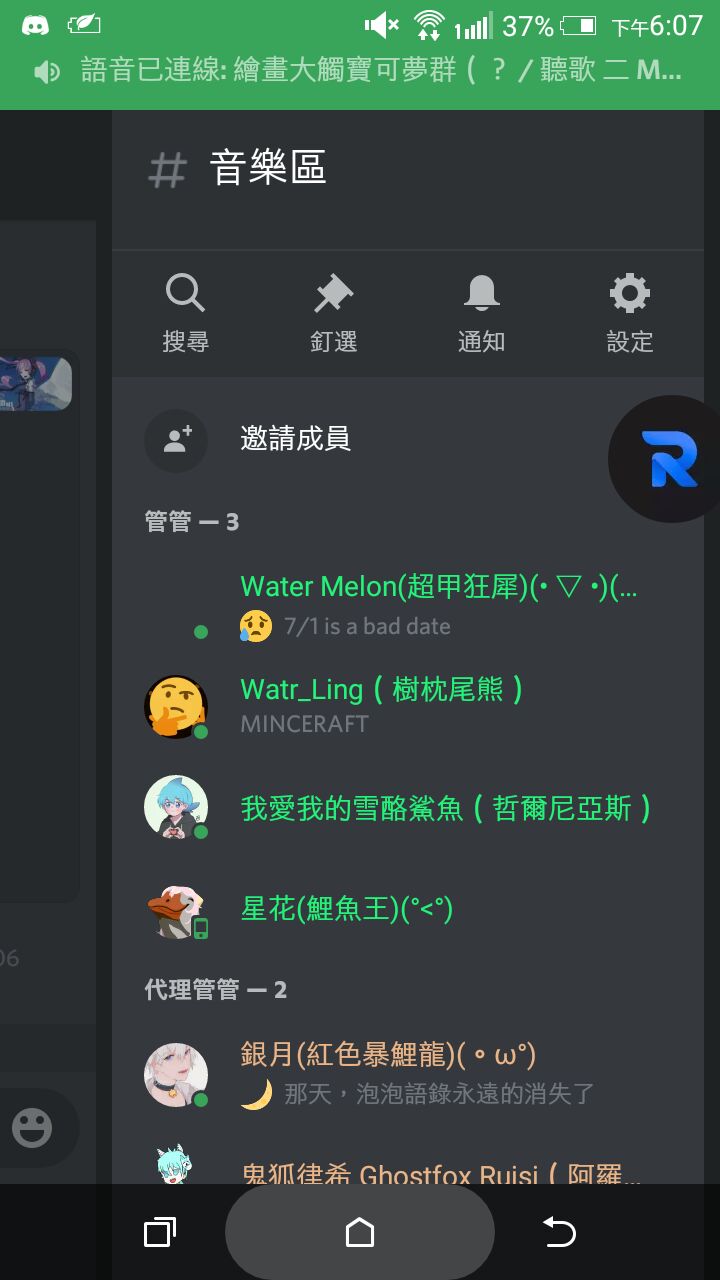 37% 下午6:07
語音已連線: 繪畫大觸寶可夢群 ( ? / 聽歌 二 M...
# 音樂區
搜尋 釘選 通知 設定
邀請成員
管管 — 3
Water Melon(超甲狂犀)(• ▽ •)(...
7/1 is a bad date
Watr_Ling ( 樹枕尾熊 )
MINCERAFT
我愛我的雪酪鯊魚 ( 哲爾尼亞斯 )
星花(鯉魚王)(°<°)
06
代理管管 — 2
銀月(紅色暴鯉龍)( ∘ ω°)
那天，泡泡語錄永遠的消失了
鬼狐律希 Ghostfox Ruisi ( 阿羅...